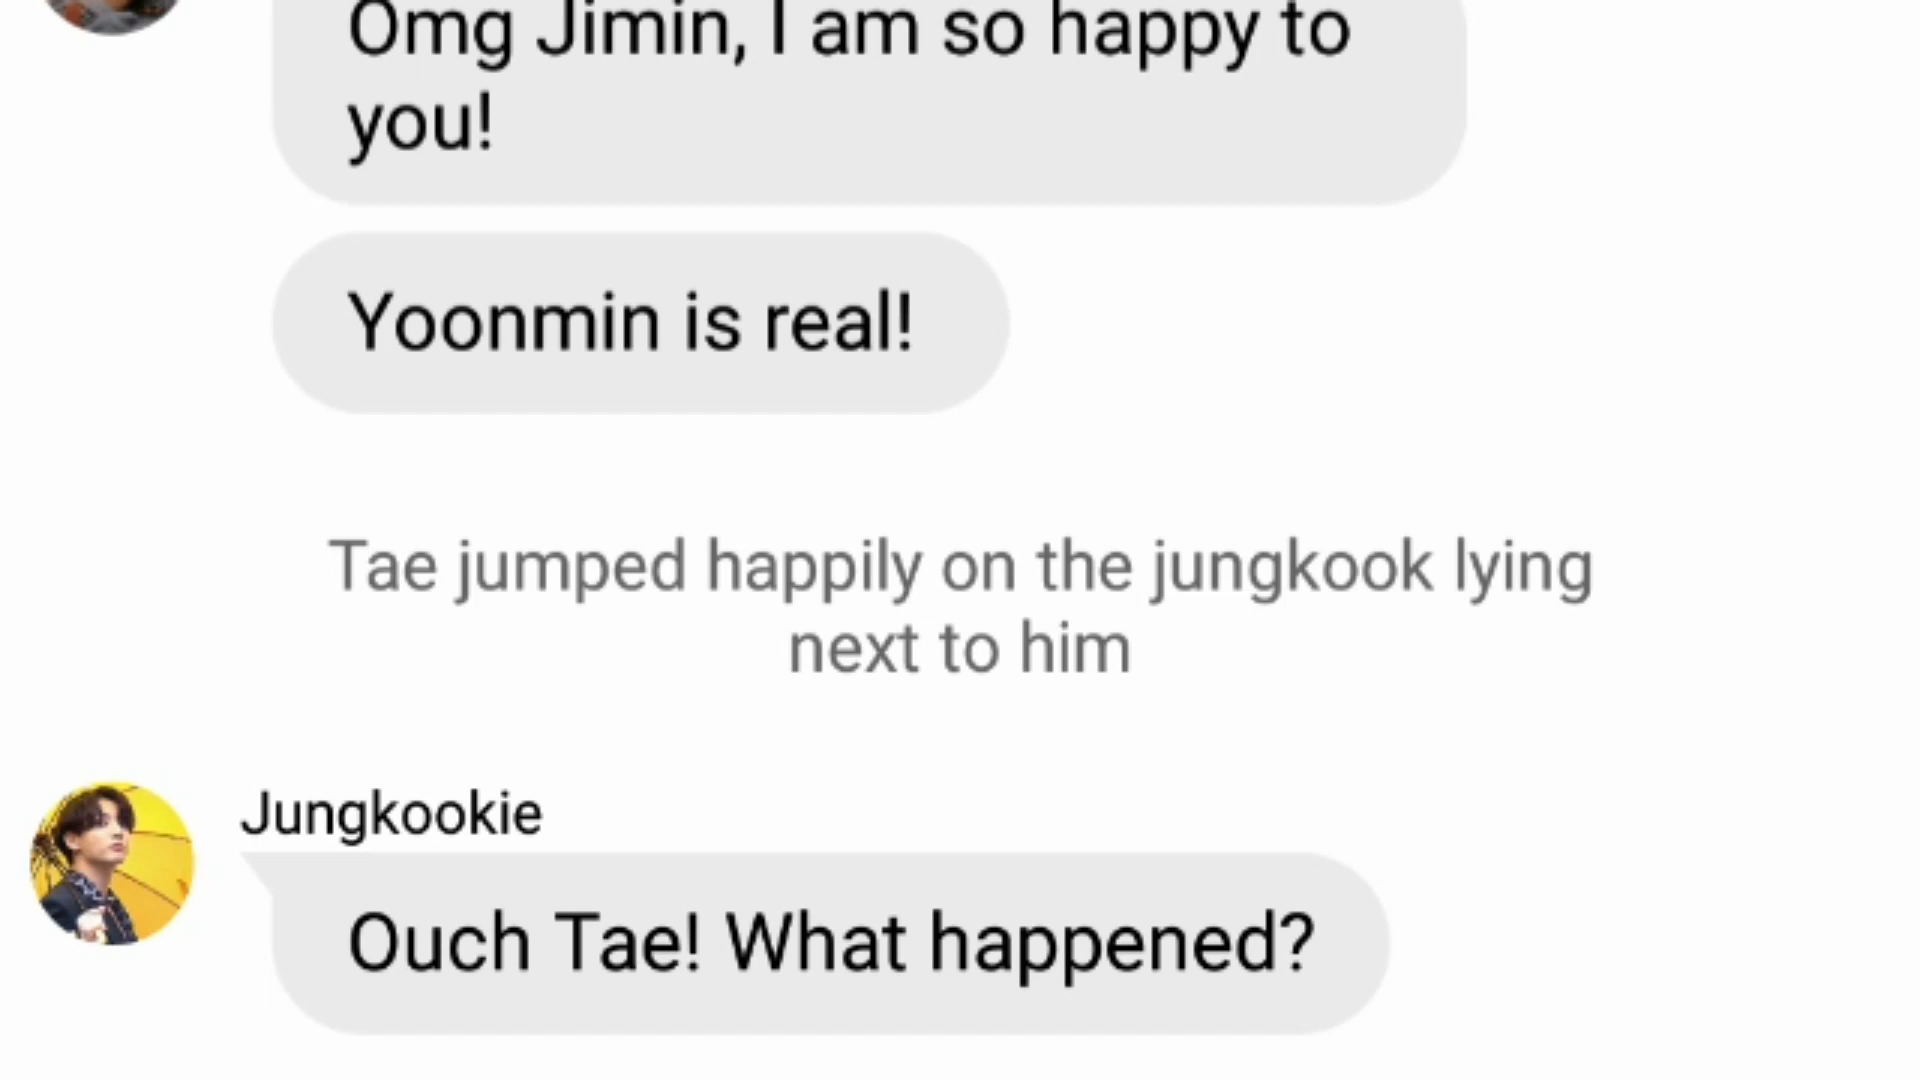 Omg Jimin, I am so happy to
you!
Yoonmin is real!
Tae jumped happily on the jungkook lying
next to him
Jungkookie
Ouch Tae! What happened?